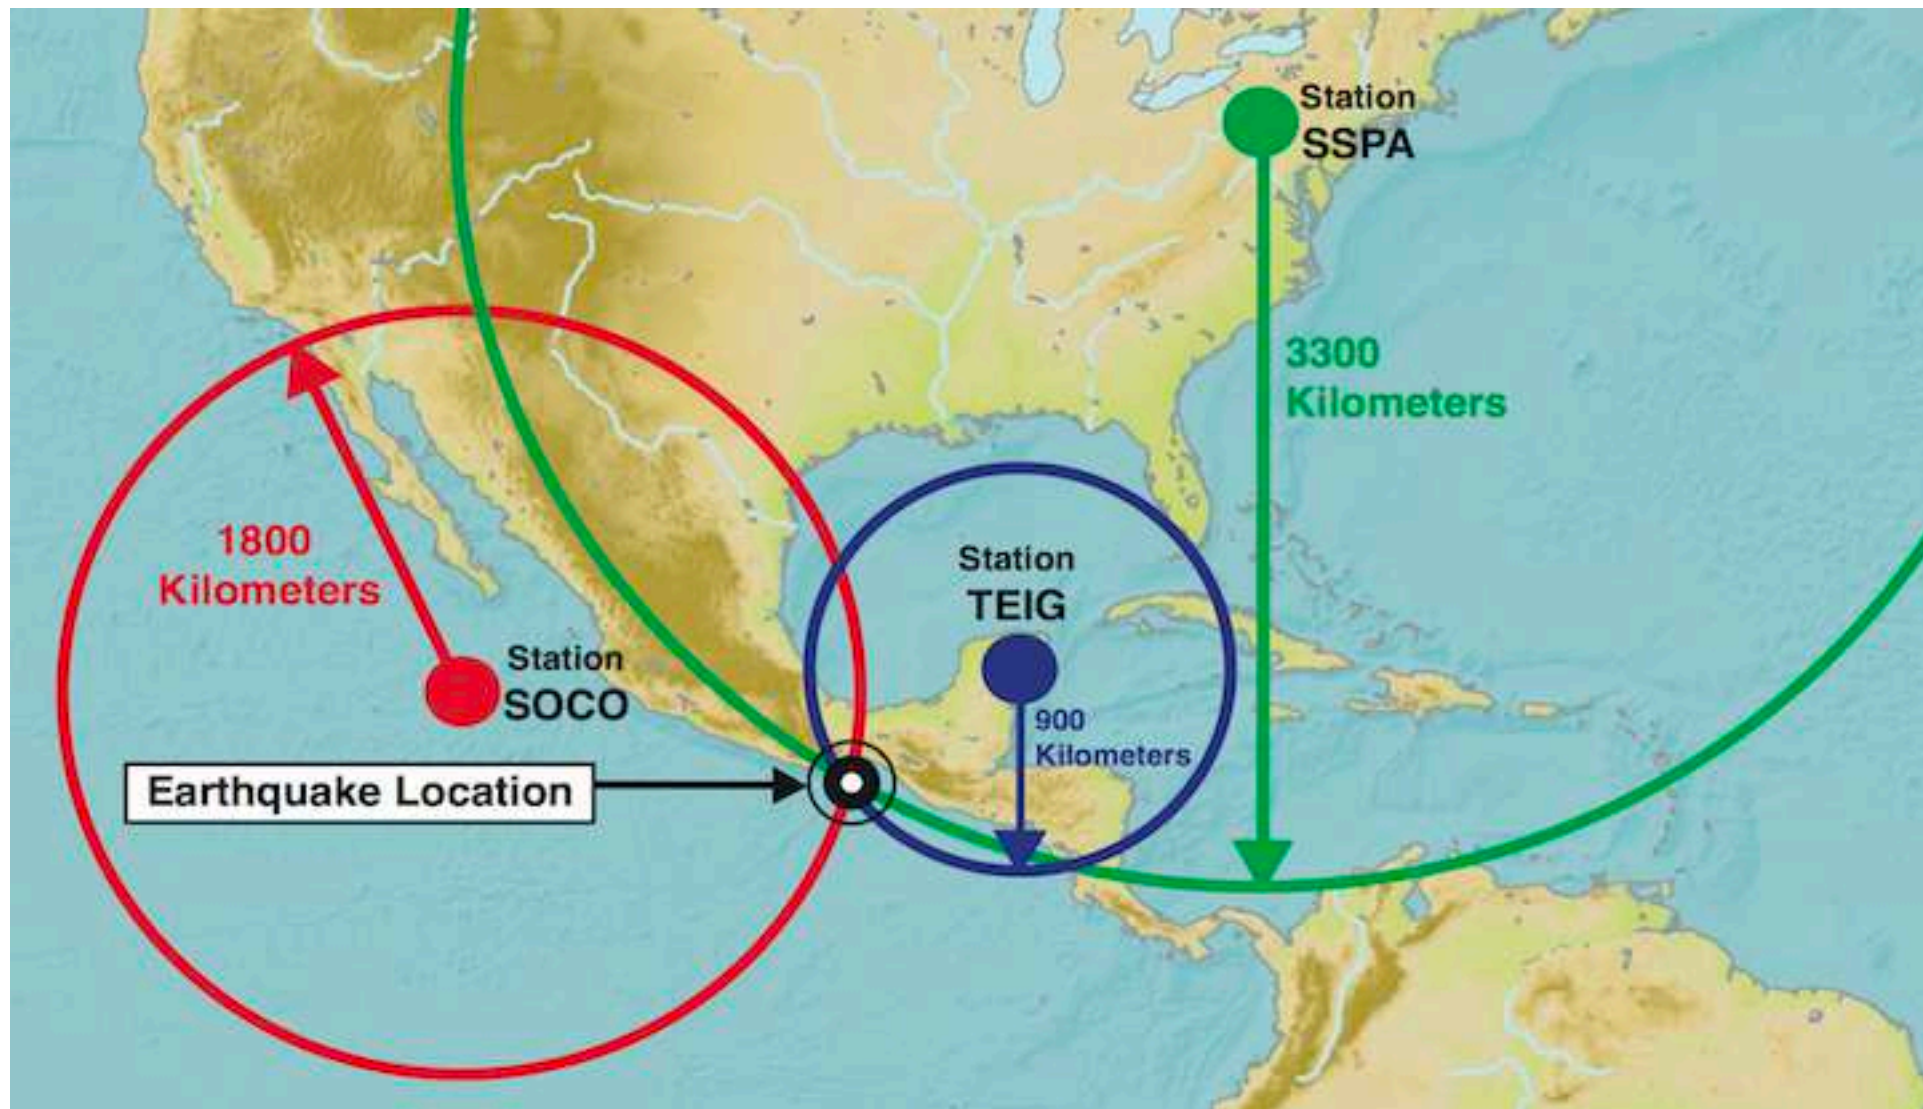 Station
SSPA
3300
Kilometers
1800
Kilometers
Station
TEIG
Station
SOCO
900
Kilometers
Earthquake Location